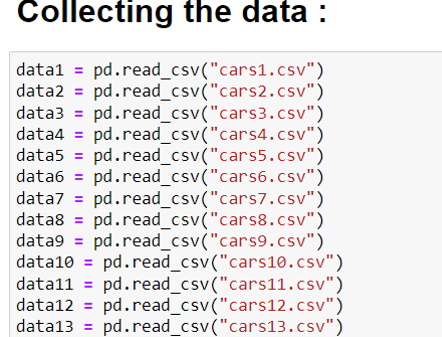 Collecting the data :
data1 = pd.read_csv("cars1.csv")
data2 = pd.read_csv("cars2.csv")
data3 = pd.read_csv("cars3.csv")
data4 = pd.read_csv("cars4.csv")
data5 = pd.read_csv("cars5.csv")
data6 = pd.read_csv("cars6.csv")
data7 = pd.read_csv("cars7.csv")
data8 = pd.read_csv("cars8.csv")
data9 = pd.read_csv("cars9.csv")
data10 = pd.read_csv("cars10.csv")
data11 = pd.read_csv("cars11.csv")
data12 = pd.read_csv("cars12.csv")
data13 = pd.read_csv("cars13.csv")